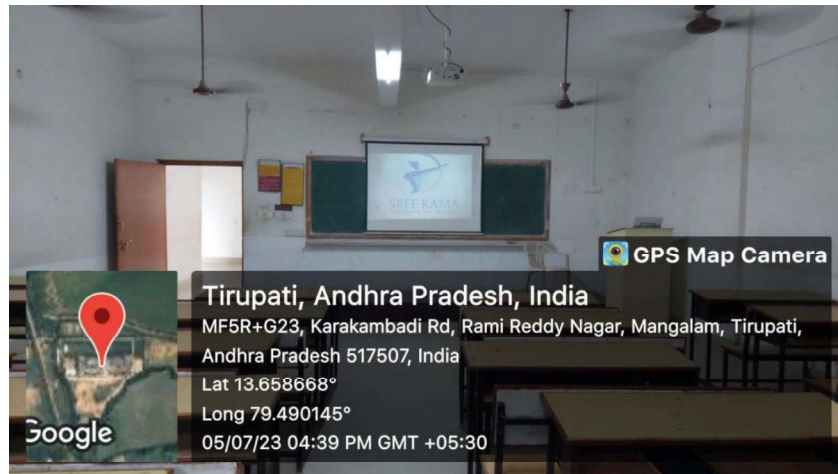 SREE RAMA
GPS Map Camera
Tirupati, Andhra Pradesh, India
MF5R+G23, Karakambadi Rd, Rami Reddy Nagar, Mangalam, Tirupati,
Andhra Pradesh 517507, India
Lat 13.658668°
Long 79.490145°
05/07/23 04:39 PM GMT +05:30
Google